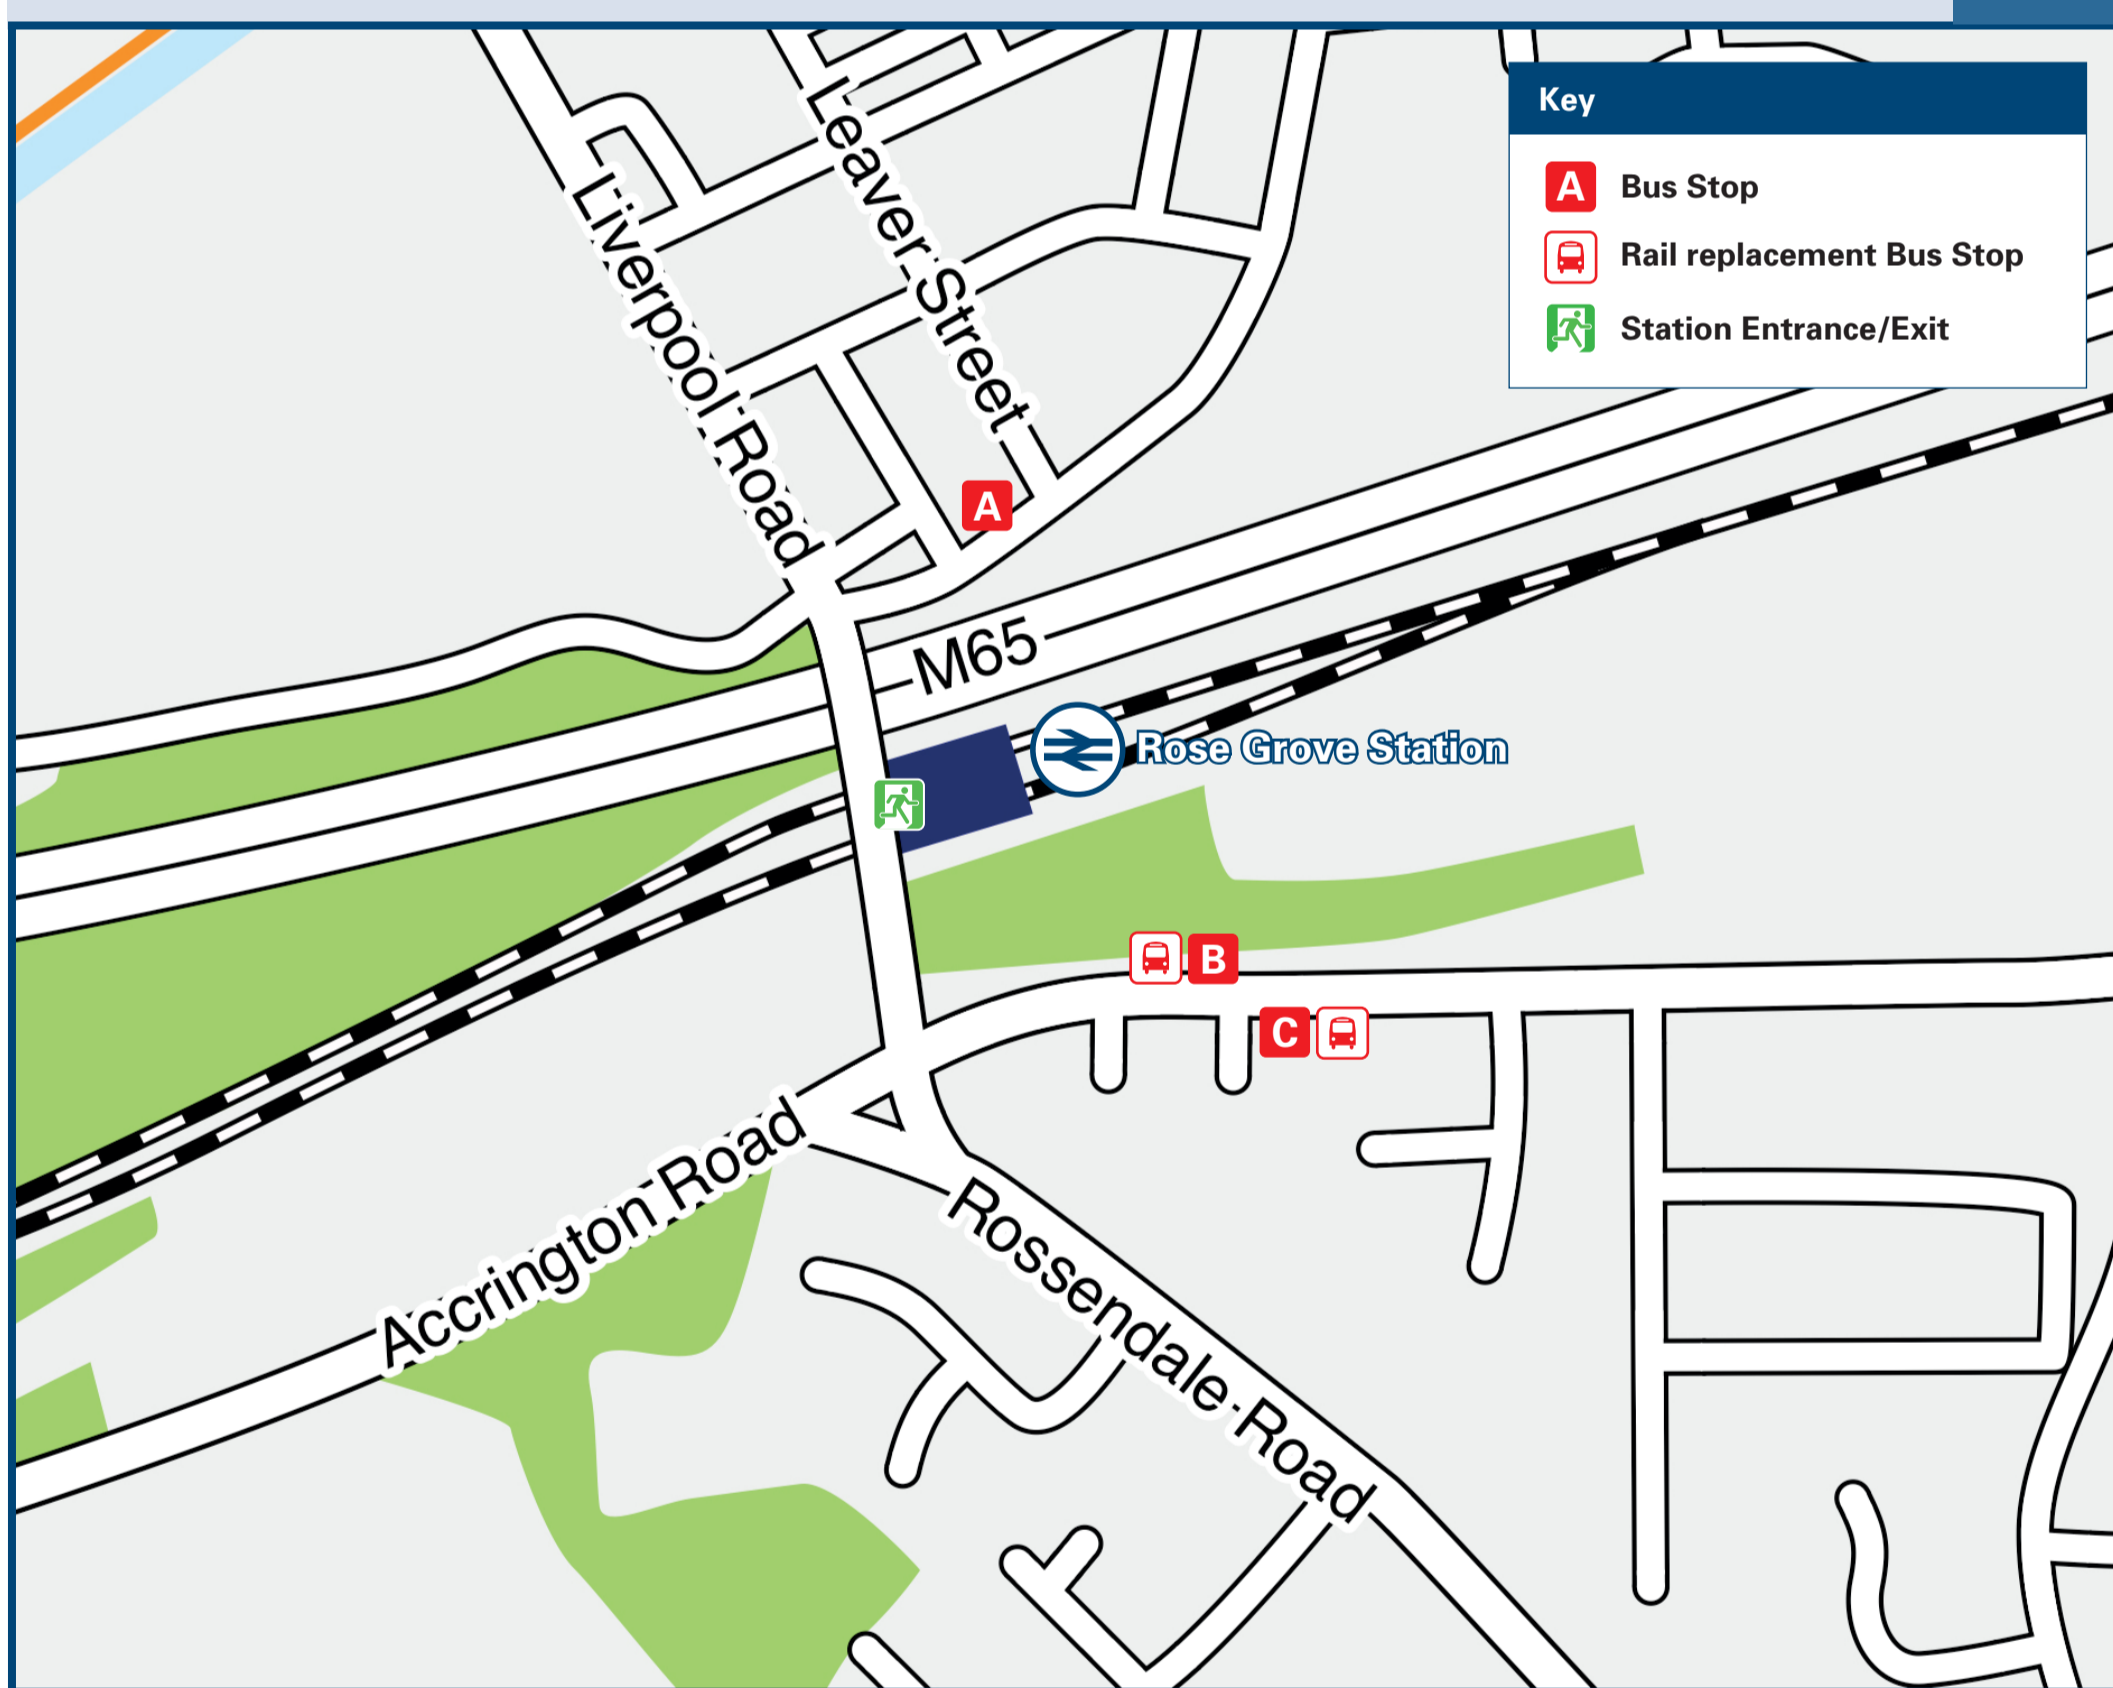 Key
A Bus Stop
Rail replacement Bus Stop
Station Entrance/Exit
Leaver Street
Liverpool Road
A
M65
Rose Grove Station
B
C
Accrington Road
Rossendale Road